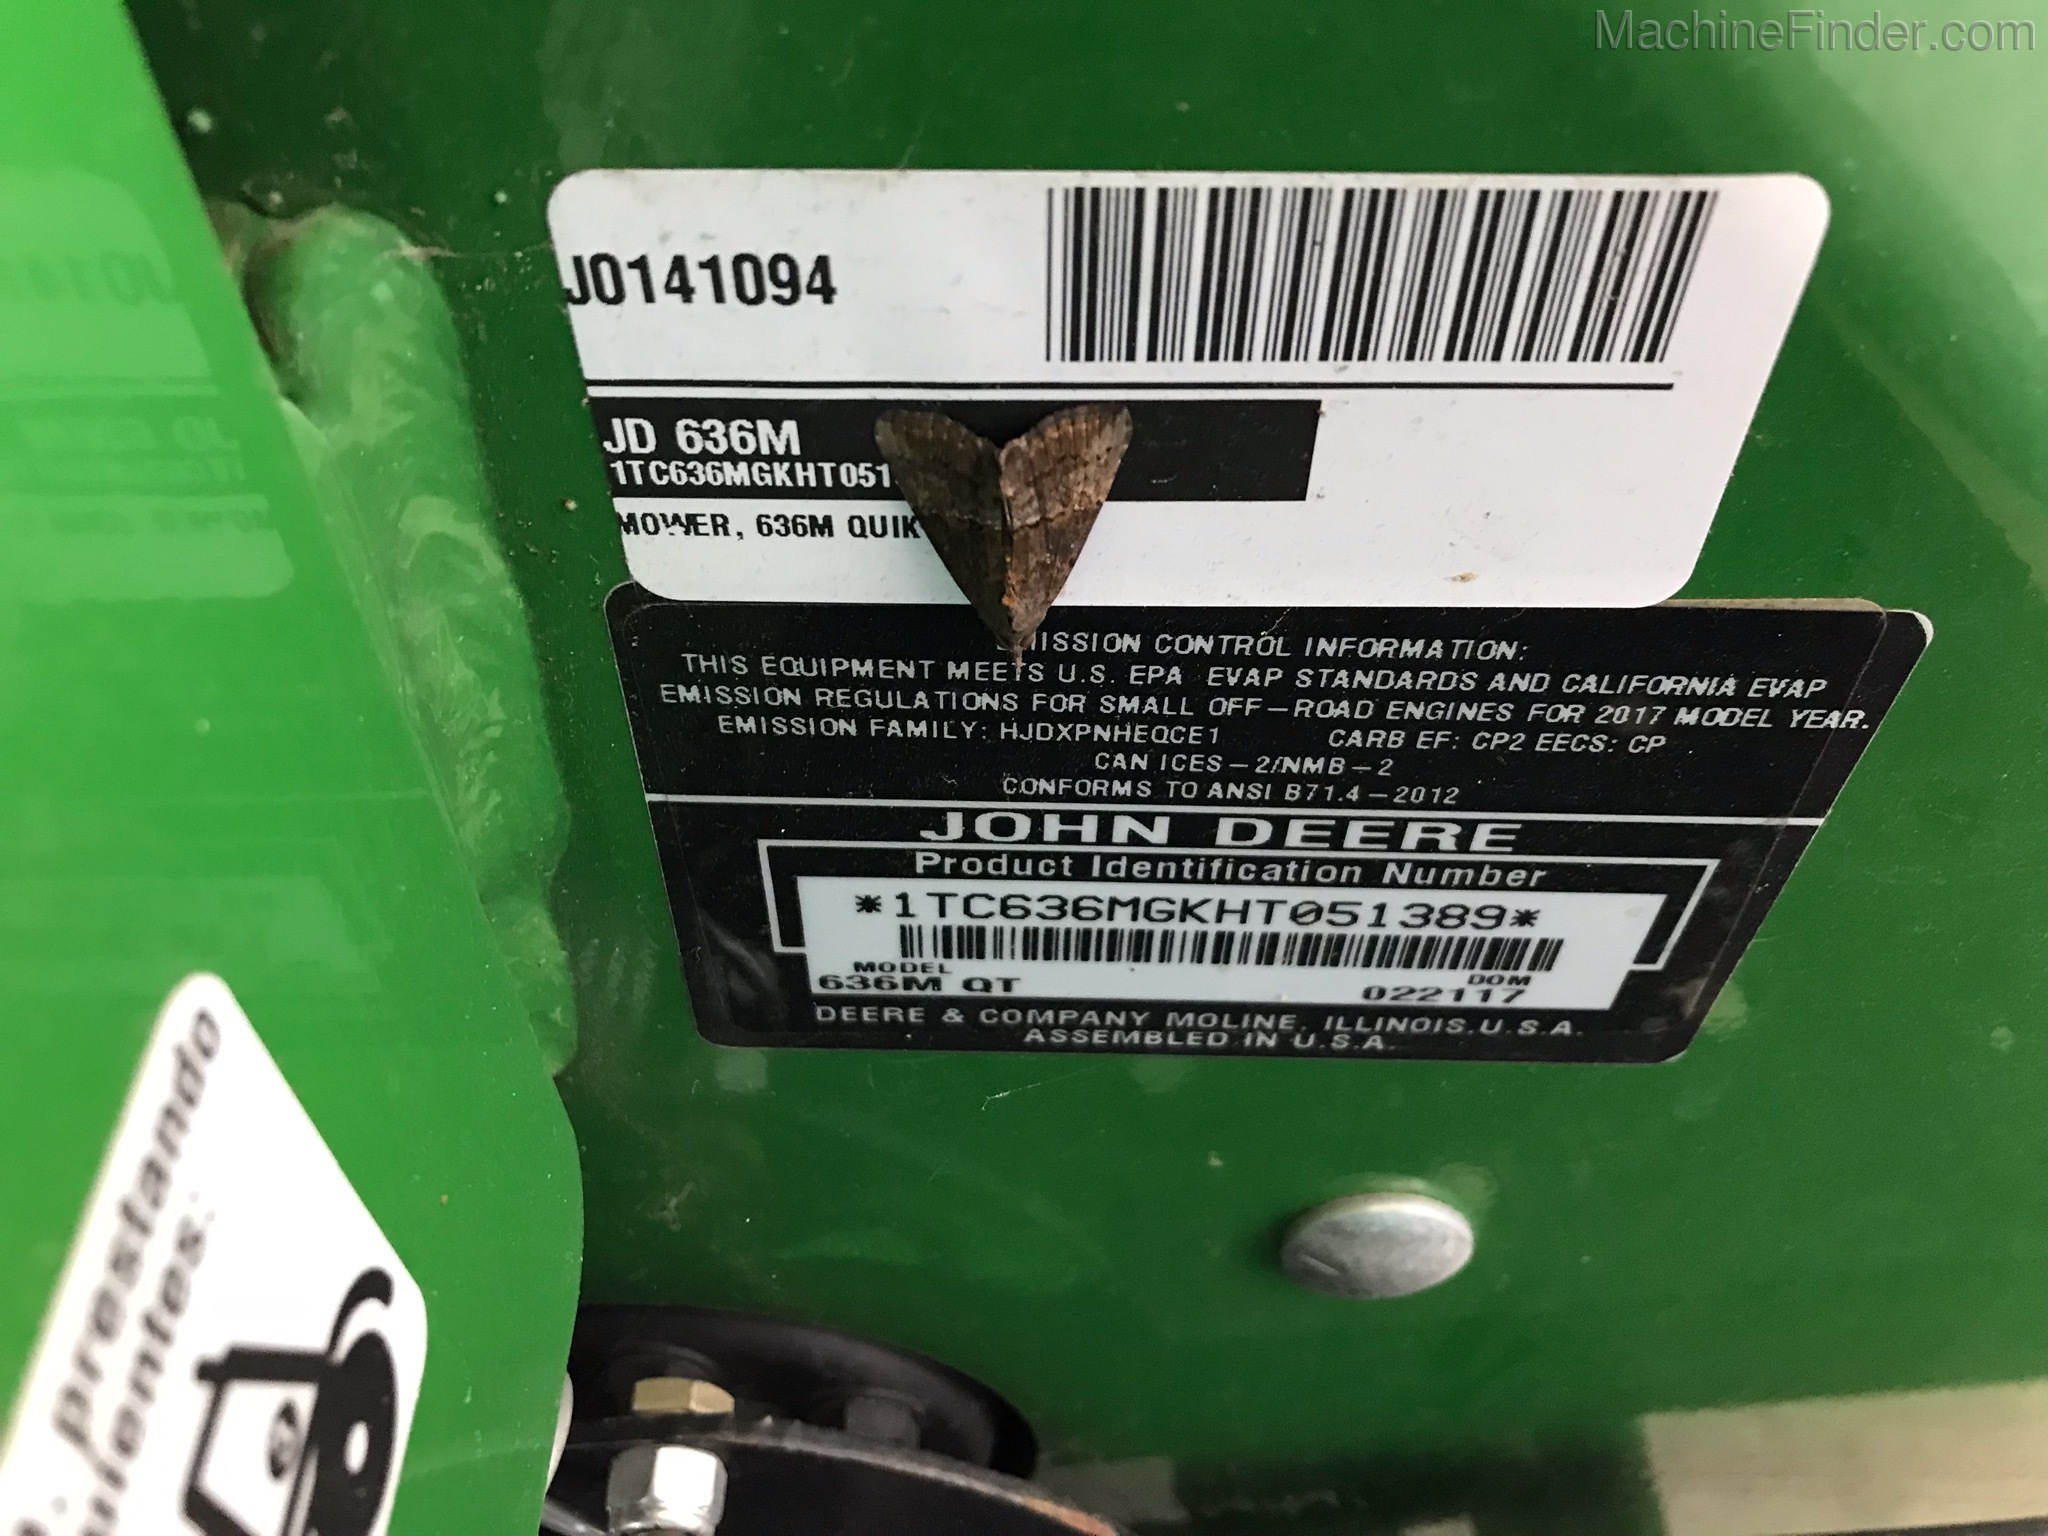 MachineFinder.com
J0141094
JD 636M
1TC636MGKHT051
MOWER, 636M QUIK
ISSION CONTROL INFORMATION:
THIS EQUIPMENT MEETS U.S. EPA EVAP STANDARDS AND CALIFORNIA EVAP
EMISSION REGULATIONS FOR SMALL OFF-ROAD ENGINES FOR 2017 MODEL YEAR.
EMISSION FAMILY: HJDXPNHEQCE1 CARB EF: CP2 EECS: CP
CAN ICES-2/NMB-2
CONFORMS TO ANSI B71.4-2012
JOHN DEERE
Product Identification Number
*1TC636MGKHT051389*
MODEL DOM
636M QT 022117
DEERE & COMPANY MOLINE, ILLINOIS.U.S.A.
ASSEMBLED IN U.S.A.
prestando